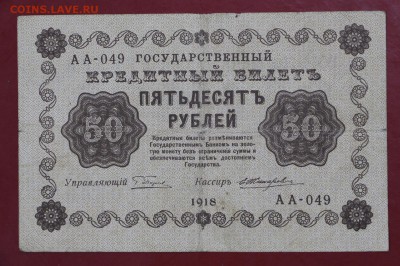 COINS.LAVE.RU
АА-049 ГОСУДАРСТВЕННЫЙ
КРЕДИТНЫЙ БИЛЕТЪ
ПЯТЬДЕСЯТЪ
РУБЛЕЙ
50
50
Кредитные билеты размѣниваются
Государственнымъ Банкомъ на золо-
тую монету безъ ограниченія суммы и
обезпечиваются всѣмъ достояніемъ
Государства.
Управляющій
Кассиръ
1918
АА-049